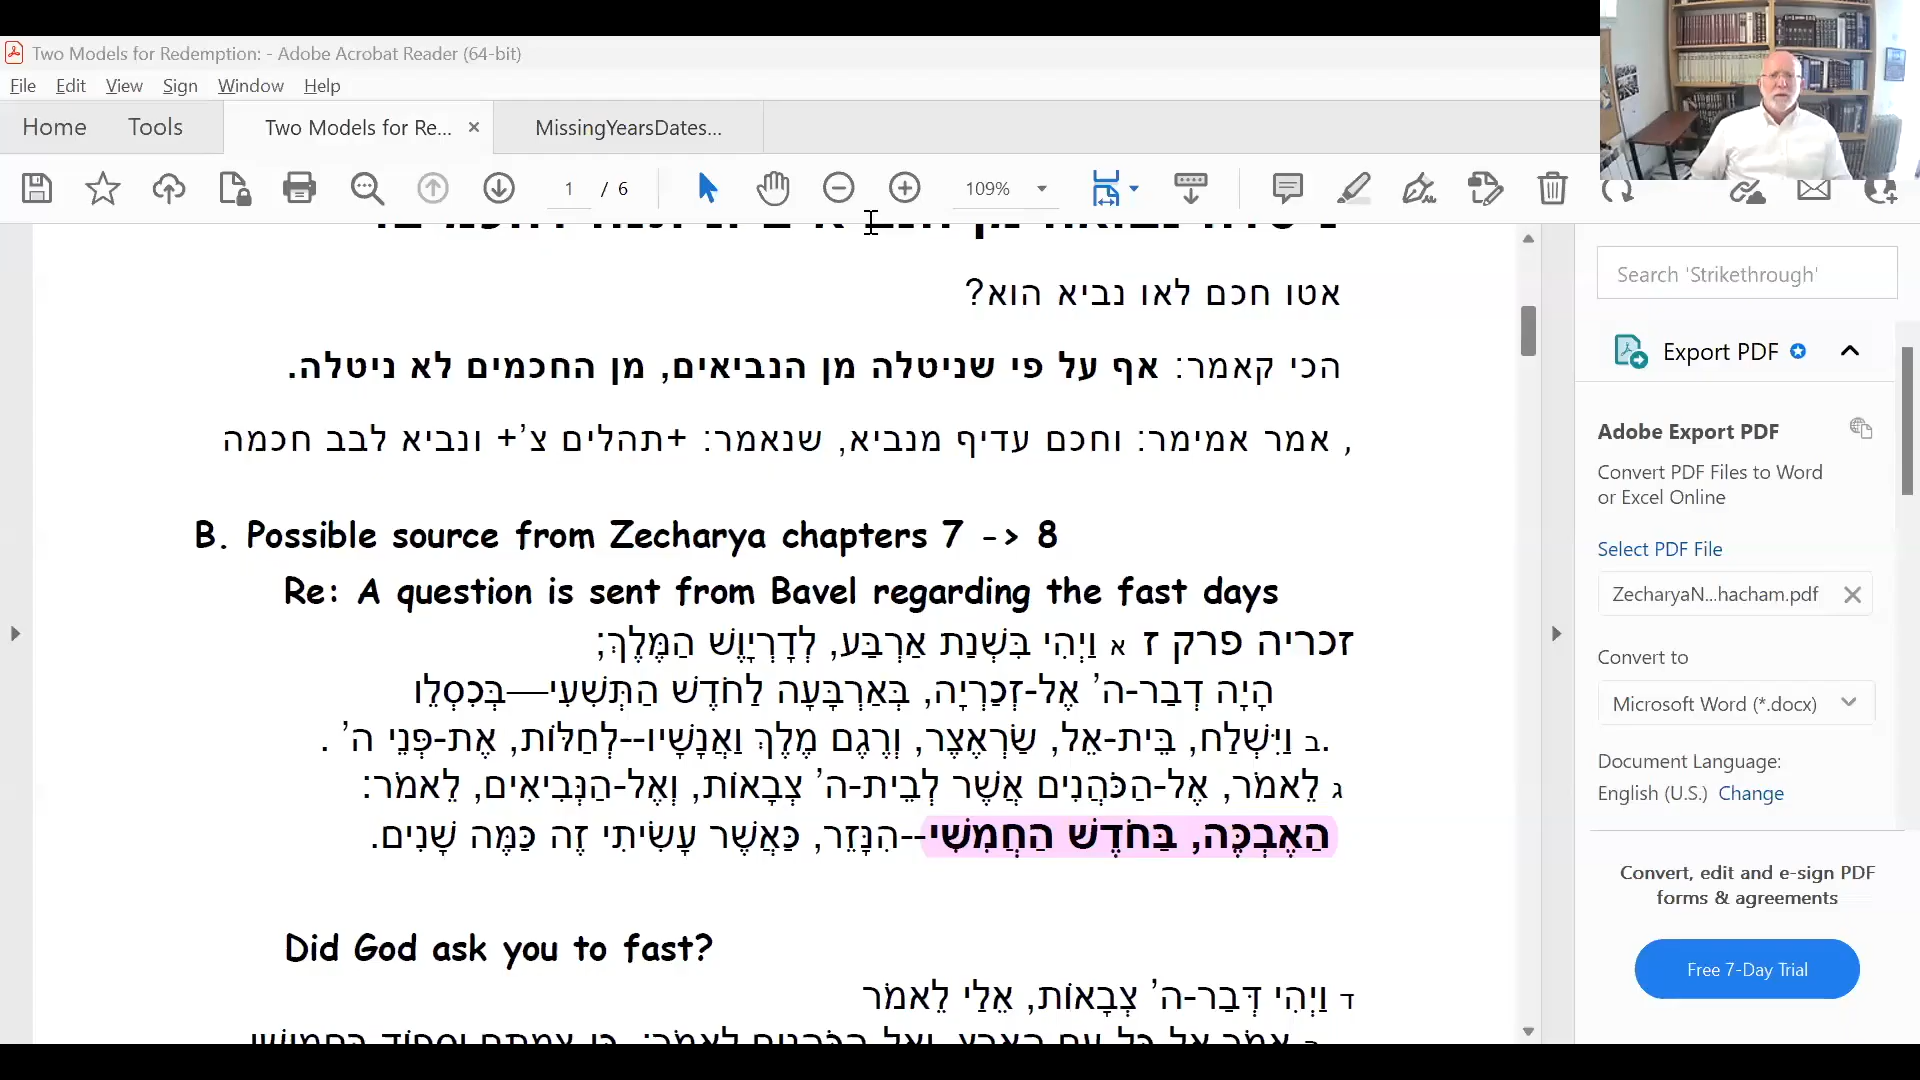 Two Models for Redemption: - Adobe Acrobat Reader (64-bit)
File Edit View Sign Window Help
Home Tools Two Models for Re... × MissingYearsDates...
1 / 6 109%
אטו חכם לאו נביא הוא?
הכי קאמר: אף על פי שניטלה מן הנביאים, מן החכמים לא ניטלה.
, אמר אמימר: וחכם עדיף מנביא, שנאמר: +תהלים צ'+ ונביא לבב חכמה
B. Possible source from Zecharya chapters 7 -> 8
Re: A question is sent from Bavel regarding the fast days
זכריה פרק ז א וַיְהִי בִּשְׁנַת אַרְבַּע, לְדָרְיָוֶשׁ הַמֶּלֶךְ;
הָיָה דְבַר-ה' אֶל-זְכַרְיָה, בְּאַרְבָּעָה לַחֹדֶשׁ הַתְּשִׁעִי—בְּכִסְלֵו
.ב וַיִּשְׁלַח, בֵּית-אֵל, שַׂרְאֶצֶר, וְרֶגֶם מֶלֶךְ וַאֲנָשָׁיו--לְחַלּוֹת, אֶת-פְּנֵי ה' .
ג לֵאמֹר, אֶל-הַכֹּהֲנִים אֲשֶׁר לְבֵית-ה' צְבָאוֹת, וְאֶל-הַנְּבִיאִים, לֵאמֹר:
הַאֶבְכֶּה, בַּחֹדֶשׁ הַחֲמִשִׁי--הִנָּזֵר, כַּאֲשֶׁר עָשִׂיתִי זֶה כַּמֶּה שָׁנִים.
Did God ask you to fast?
ד וַיְהִי דְּבַר-ה' צְבָאוֹת, אֵלַי לֵאמֹר
Search 'Strikethrough'
Export PDF
Adobe Export PDF
Convert PDF Files to Word
or Excel Online
Select PDF File
ZecharyaN...hacham.pdf
Convert to
Microsoft Word (*.docx)
Document Language:
English (U.S.) Change
Convert, edit and e-sign PDF
forms & agreements
Free 7-Day Trial